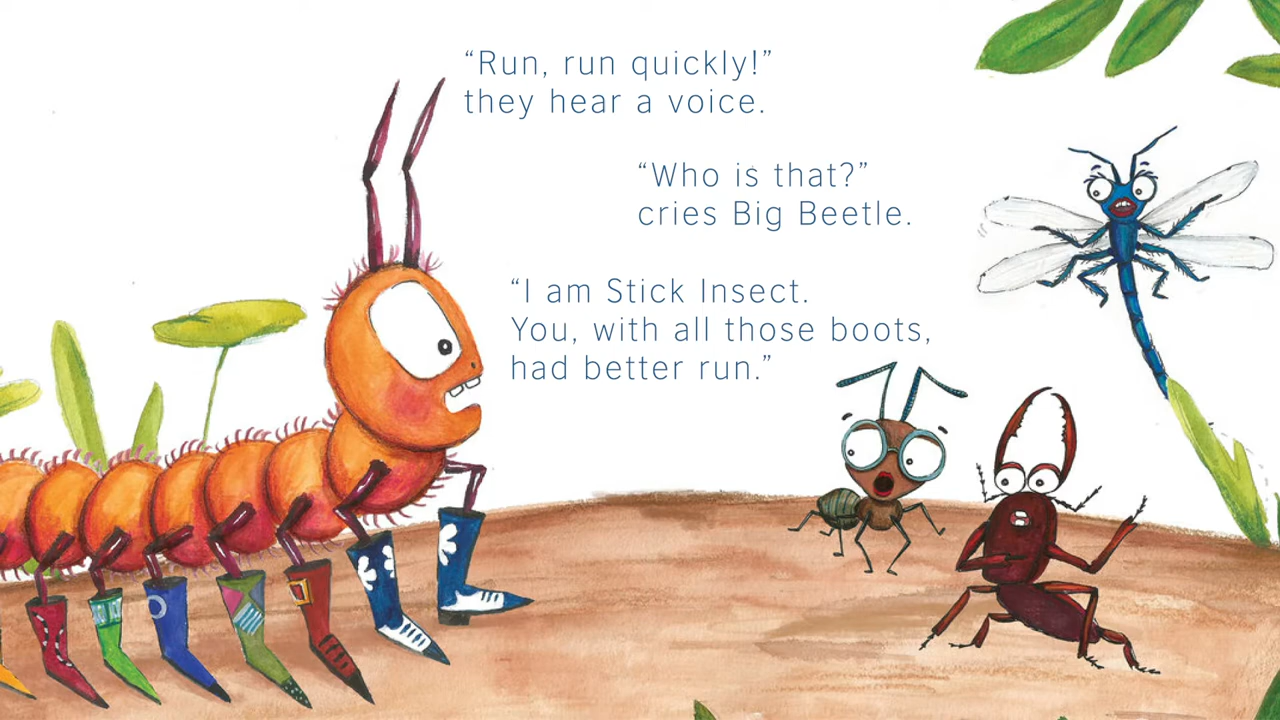 “Run, run quickly!”
they hear a voice.
“Who is that?”
cries Big Beetle.
“I am Stick Insect.
You, with all those boots,
had better run.”